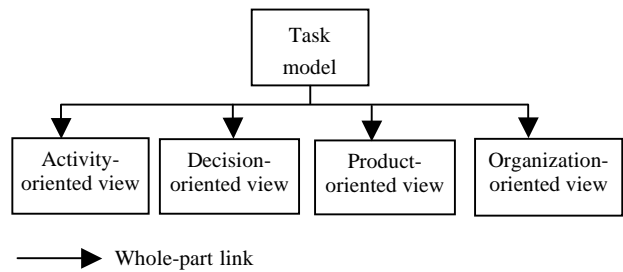 Task
model
Activity-
oriented view
Decision-
oriented view
Product-
oriented view
Organization-
oriented view
Whole-part link